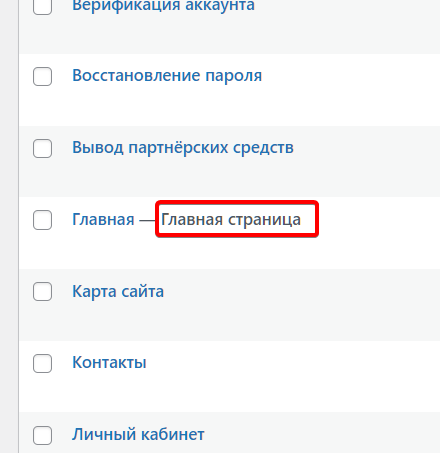 Верификация аккаунта
Восстановление пароля
Вывод партнёрских средств
Главная — Главная страница
Карта сайта
Контакты
Личный кабинет